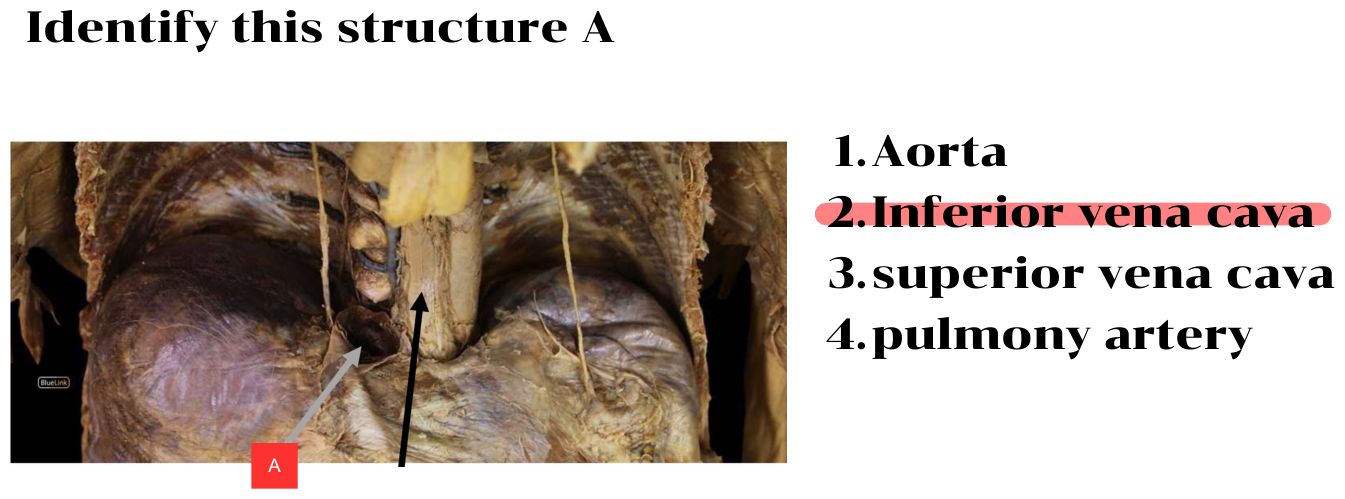 Identify this structure A
1. Aorta
2. Inferior vena cava
3. superior vena cava
4. pulmony artery
BlueLink
A